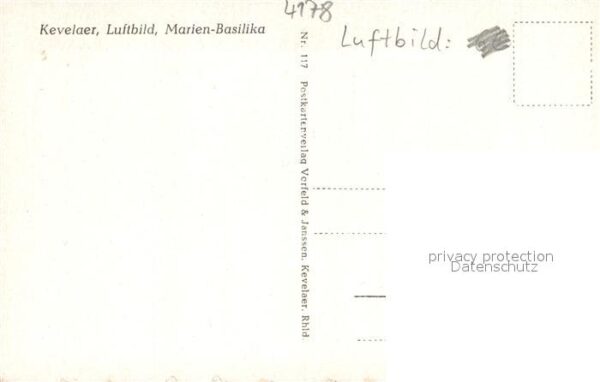 4178
Kevelaer, Luftbild, Marien-Basilika
Luftbild:
Nr. 117 Postkartenverlag Verfeld & Janssen, Kevelaer, Rhld
privacy protection
Datenschutz